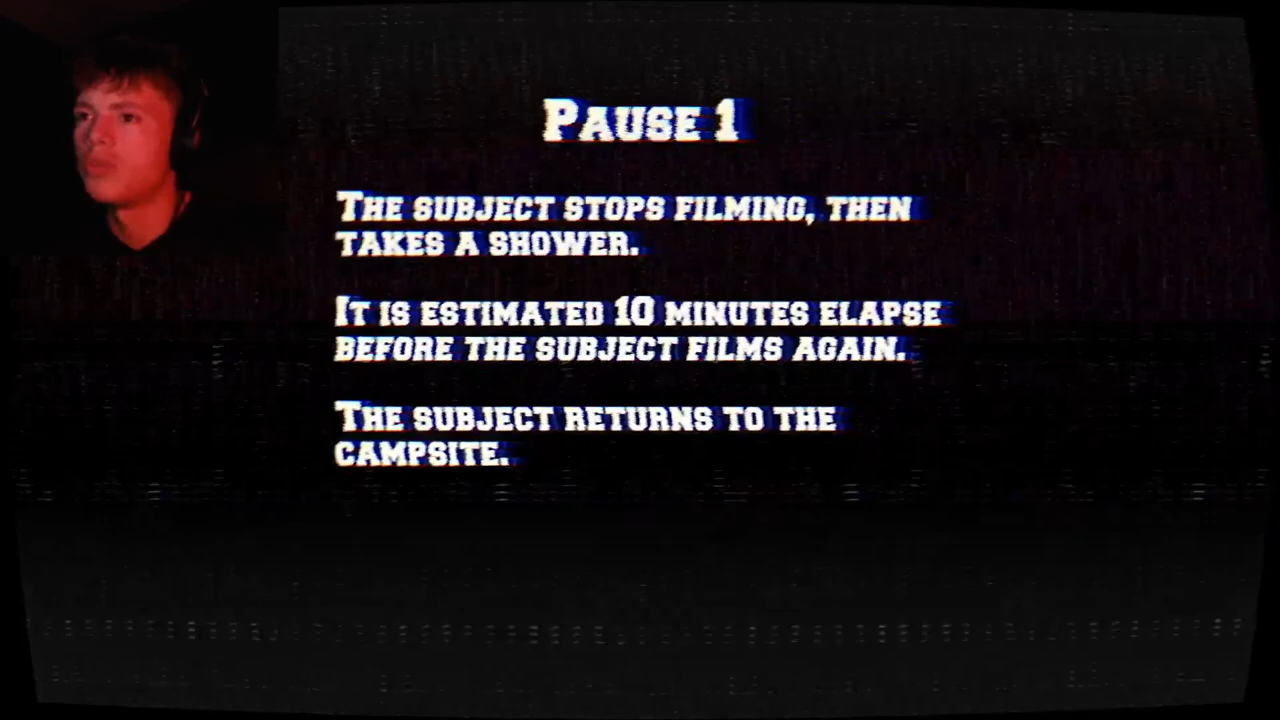 PAUSE 1
THE SUBJECT STOPS FILMING, THEN
TAKES A SHOWER.
IT IS ESTIMATED 10 MINUTES ELAPSE
BEFORE THE SUBJECT FILMS AGAIN.
THE SUBJECT RETURNS TO THE
CAMPSITE.